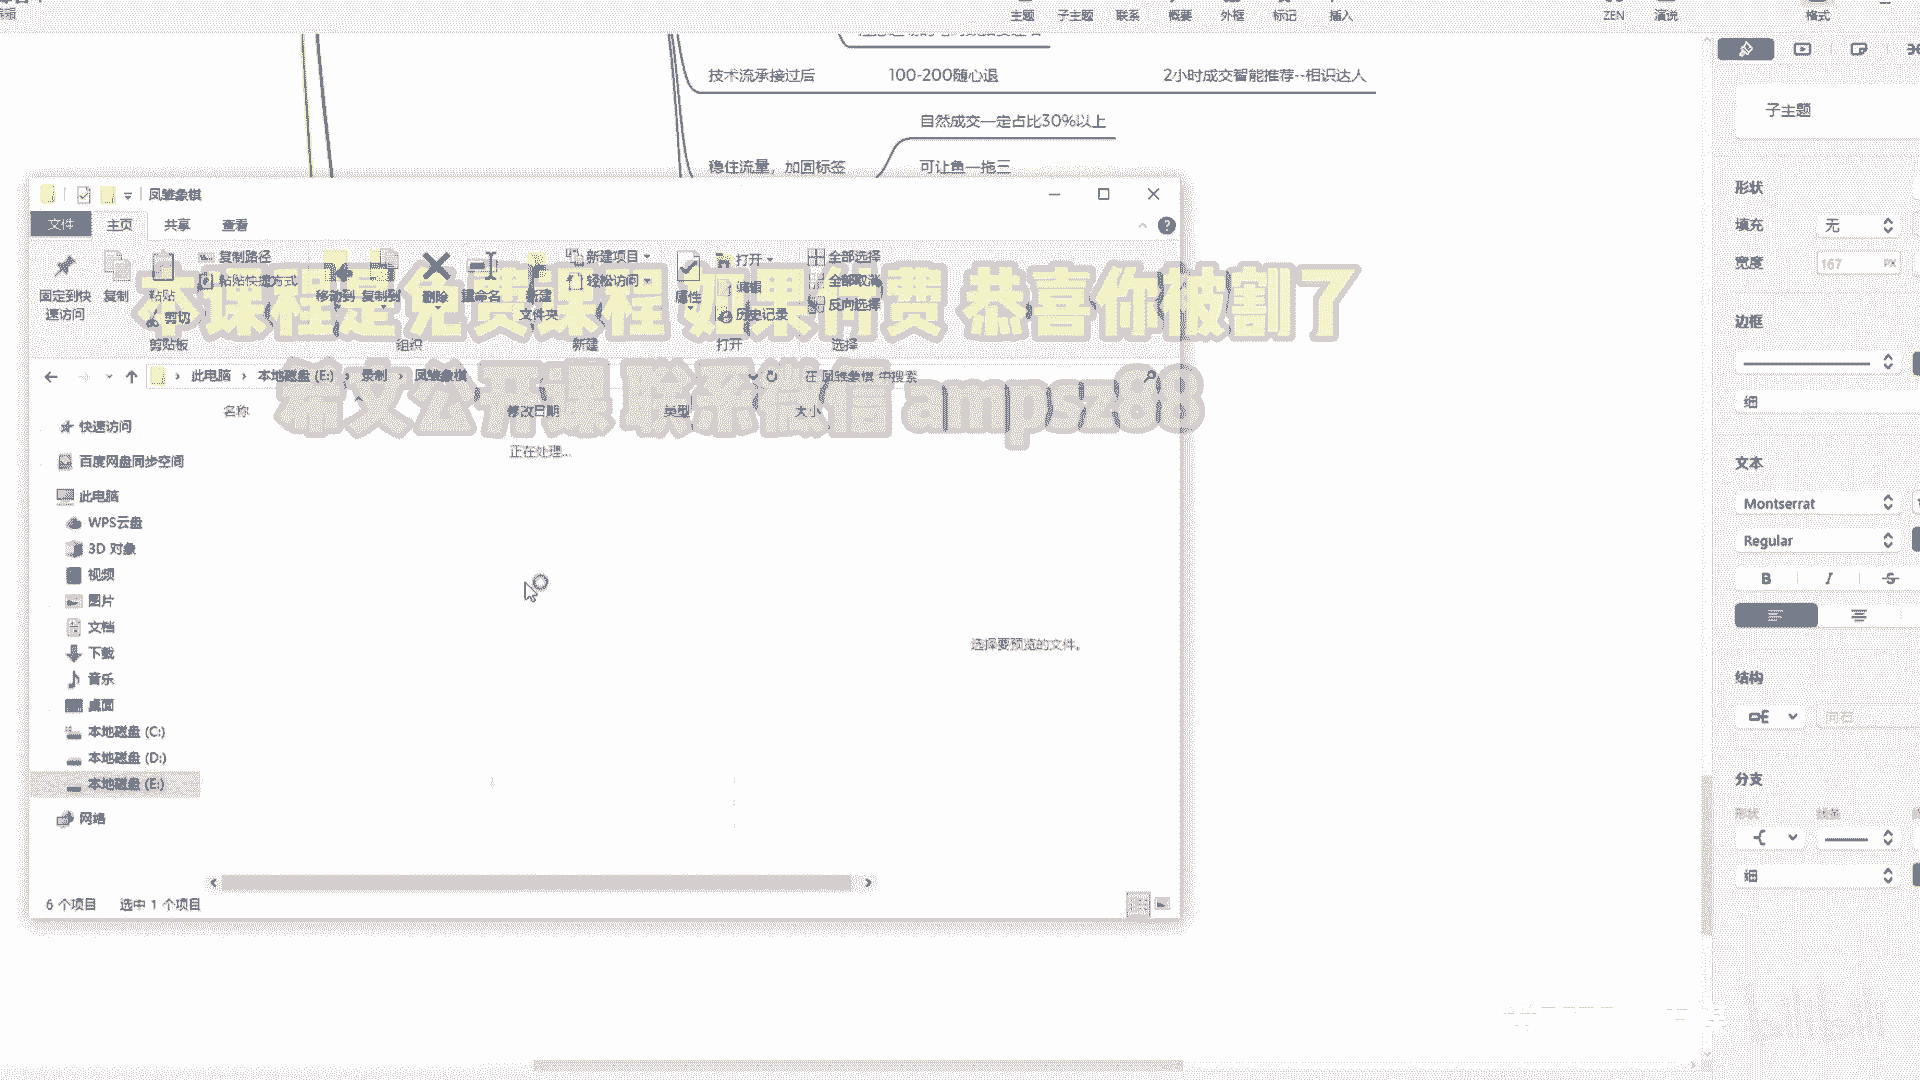 主题 子主题 联系 概要 外框 标记 插入 ZEN 演说 格式
技术流承接过后 100-200随心退 2小时成交智能推荐--相识达人
自然成交一定占比30%以上
稳住流量，加固标签 可让鱼一拖三
凤雏象棋
文件 主页 共享 查看
固定到快速访问
复制
粘贴
复制路径
粘贴快捷方式
剪切
剪贴板
移动到 复制到 删除 重命名
组织
新建文件夹
新建项目
轻松访问
新建
属性
打开
编辑
历史记录
打开
全部选择
全部取消
反向选择
选择
本课程是免费课程 如果付费 恭喜你被割了
希文公开课 联系微信 ampsz88
此电脑 › 本地磁盘 (E:) › 录制 › 凤雏象棋
在 凤雏象棋 中搜索
名称 修改日期 类型 大小
正在处理...
快速访问
百度网盘同步空间
此电脑
WPS云盘
3D 对象
视频
图片
文档
下载
音乐
桌面
本地磁盘 (C:)
本地磁盘 (D:)
本地磁盘 (E:)
网络
选择要预览的文件。
6 个项目 选中 1 个项目
子主题
形状
填充 无
宽度 167 PX
边框
细
文本
Montserrat
Regular
B I S
结构
向右
分支
形状 线条
细
bilibili